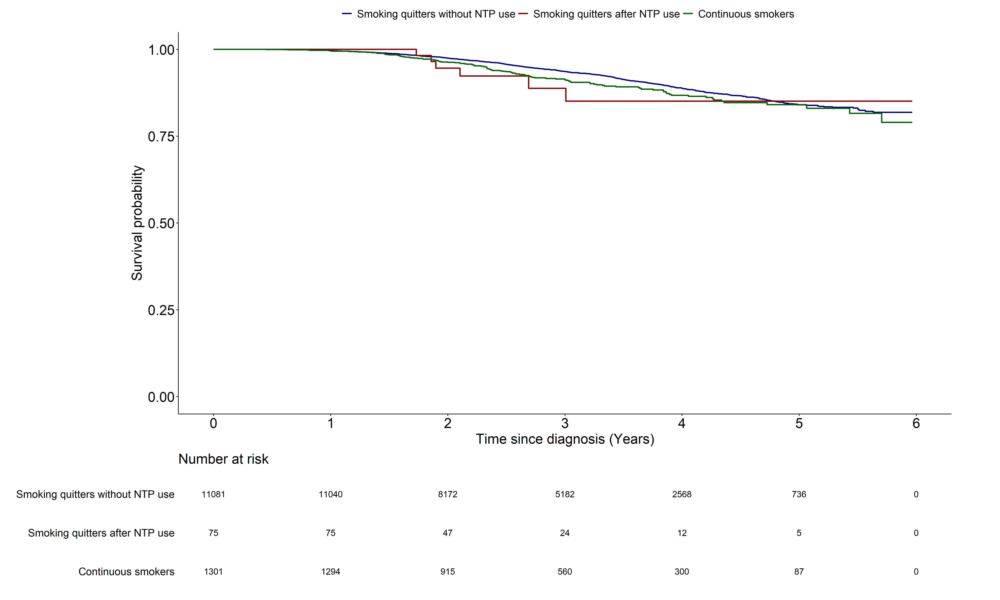 Smoking quitters without NTP use Smoking quitters after NTP use Continuous smokers
1.00
0.75
0.50
0.25
0.00
Survival probability
0 1 2 3 4 5 6
Time since diagnosis (Years)
Number at risk
Smoking quitters without NTP use 11081 11040 8172 5182 2568 736 0
Smoking quitters after NTP use 75 75 47 24 12 5 0
Continuous smokers 1301 1294 915 560 300 87 0